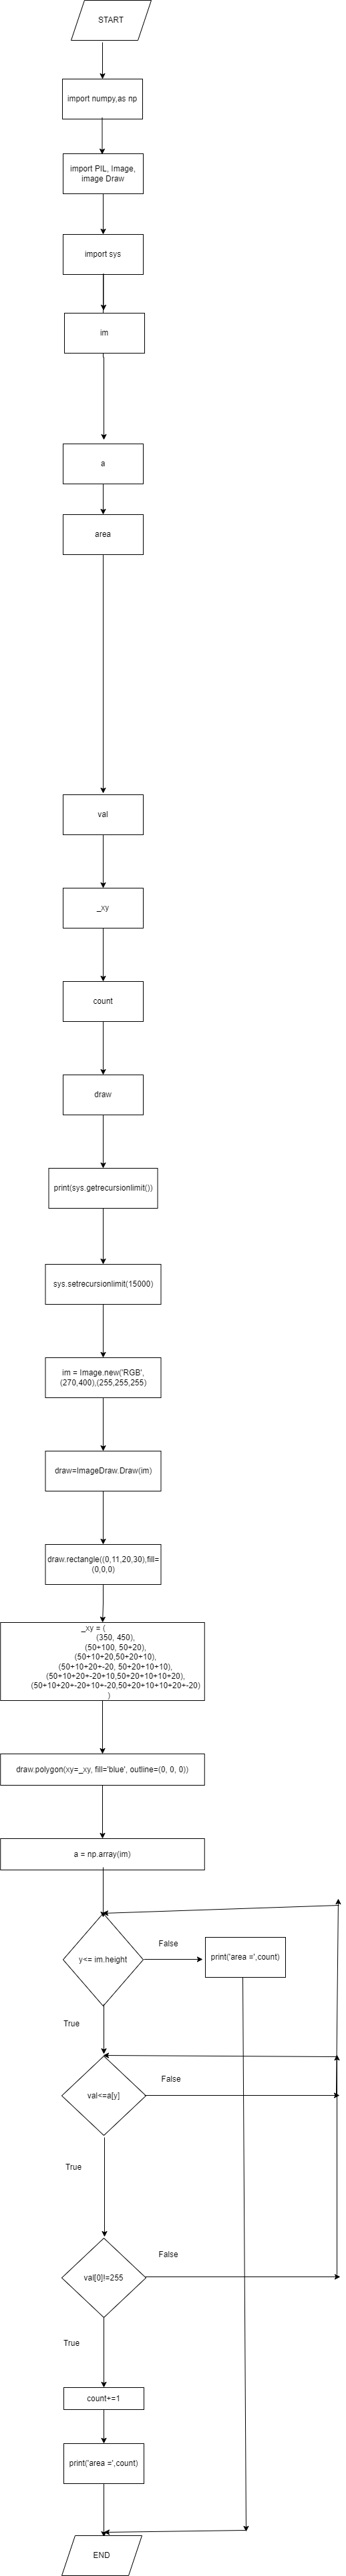 START
import numpy,as np
import PIL, Image,
image Draw
import sys
im
a
area
val
_xy
count
draw
print(sys.getrecursionlimit())
sys.setrecursionlimit(15000)
im = Image.new('RGB',
(270,400),(255,255,255)
draw=ImageDraw.Draw(im)
draw.rectangle((0,11,20,30),fill=
(0,0,0)
_xy = (
(350, 450),
(50+100, 50+20),
(50+10+20,50+20+10),
(50+10+20+-20, 50+20+10+10),
(50+10+20+-20+10,50+20+10+10+20),
(50+10+20+-20+10+-20,50+20+10+10+20+-20)
)
draw.polygon(xy=_xy, fill='blue', outline=(0, 0, 0))
a = np.array(im)
y<= im.height
False
print('area =',count)
True
val<=a[y]
False
True
val[0]!=255
False
True
count+=1
print('area =',count)
END